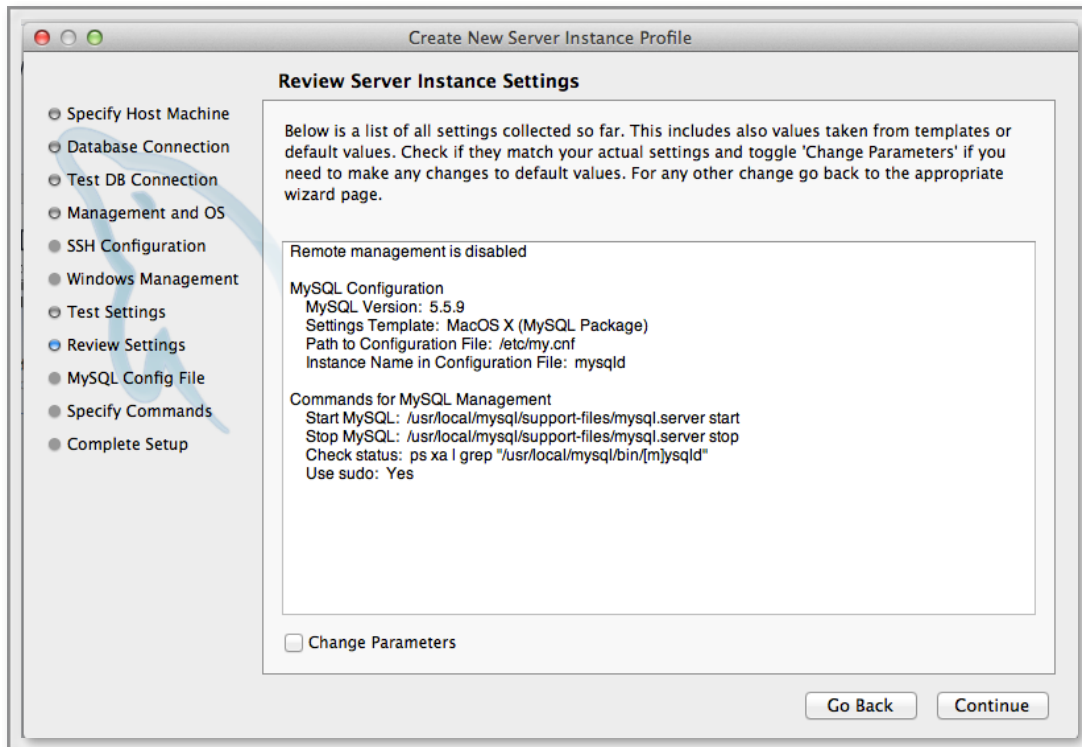 Create New Server Instance Profile
Review Server Instance Settings
Specify Host Machine
Database Connection
Test DB Connection
Management and OS
SSH Configuration
Windows Management
Test Settings
Review Settings
MySQL Config File
Specify Commands
Complete Setup
Below is a list of all settings collected so far. This includes also values taken from templates or
default values. Check if they match your actual settings and toggle 'Change Parameters' if you
need to make any changes to default values. For any other change go back to the appropriate
wizard page.
Remote management is disabled
MySQL Configuration
MySQL Version: 5.5.9
Settings Template: MacOS X (MySQL Package)
Path to Configuration File: /etc/my.cnf
Instance Name in Configuration File: mysqld
Commands for MySQL Management
Start MySQL: /usr/local/mysql/support-files/mysql.server start
Stop MySQL: /usr/local/mysql/support-files/mysql.server stop
Check status: ps xa | grep "/usr/local/mysql/bin/[m]ysqld"
Use sudo: Yes
Change Parameters
Go Back
Continue